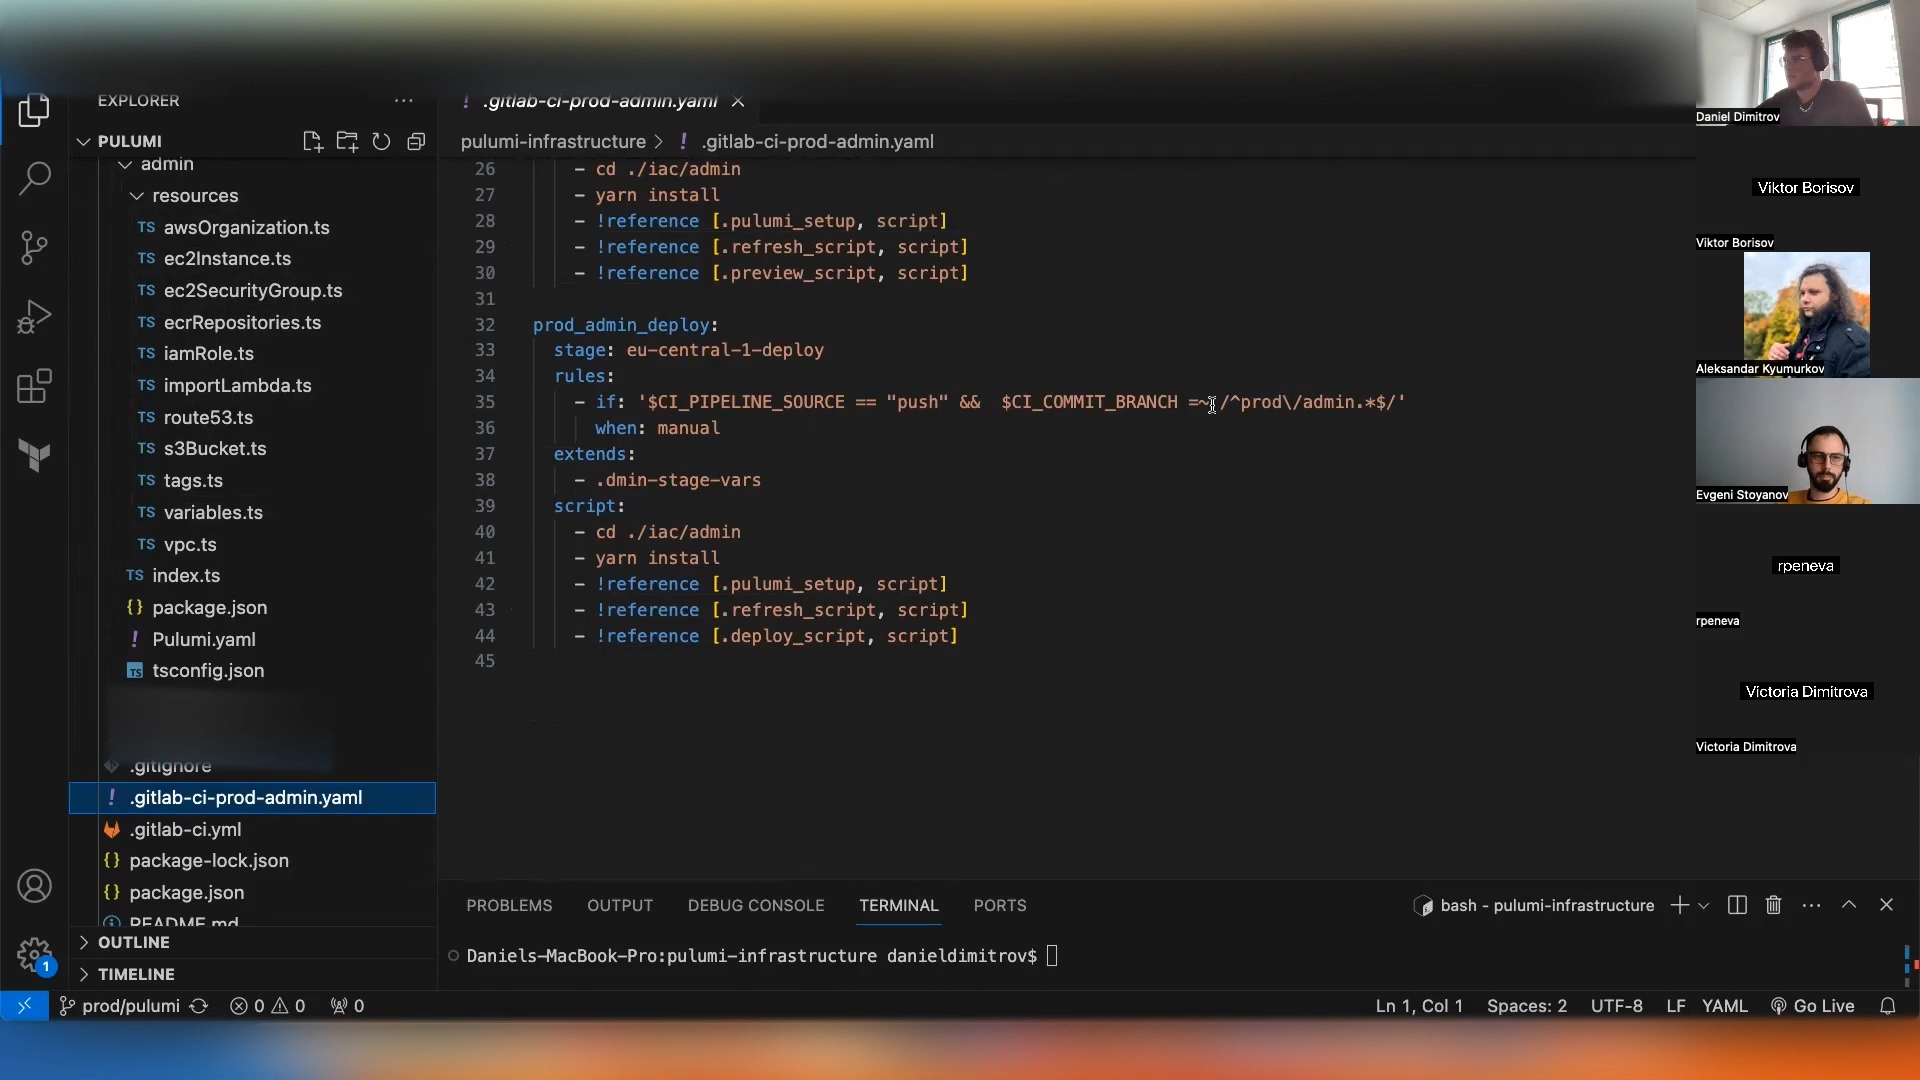 EXPLORER
PULUMI
admin
resources
TS awsOrganization.ts
TS ec2Instance.ts
TS ec2SecurityGroup.ts
TS ecrRepositories.ts
TS iamRole.ts
TS importLambda.ts
TS route53.ts
TS s3Bucket.ts
TS tags.ts
TS variables.ts
TS vpc.ts
TS index.ts
{} package.json
! Pulumi.yaml
TS tsconfig.json
.gitignore
! .gitlab-ci-prod-admin.yaml
.gitlab-ci.yml
{} package-lock.json
{} package.json
README.md
OUTLINE
TIMELINE
! .gitlab-ci-prod-admin.yaml
pulumi-infrastructure > ! .gitlab-ci-prod-admin.yaml
26 - cd ./iac/admin
27 - yarn install
28 - !reference [.pulumi_setup, script]
29 - !reference [.refresh_script, script]
30 - !reference [.preview_script, script]
31
32 prod_admin_deploy:
33 stage: eu-central-1-deploy
34 rules:
35 - if: '$CI_PIPELINE_SOURCE == "push" &&  $CI_COMMIT_BRANCH =~ /^prod\/admin.*$/'
36 when: manual
37 extends:
38 - .dmin-stage-vars
39 script:
40 - cd ./iac/admin
41 - yarn install
42 - !reference [.pulumi_setup, script]
43 - !reference [.refresh_script, script]
44 - !reference [.deploy_script, script]
45
PROBLEMS OUTPUT DEBUG CONSOLE TERMINAL PORTS
bash - pulumi-infrastructure
Daniels-MacBook-Pro:pulumi-infrastructure danieldimitrov$
1
prod/pulumi 0 0 0
Ln 1, Col 1 Spaces: 2 UTF-8 LF YAML Go Live
Daniel Dimitrov
Viktor Borisov
Viktor Borisov
Aleksandar Kyumurkov
Evgeni Stoyanov
rpeneva
rpeneva
Victoria Dimitrova
Victoria Dimitrova